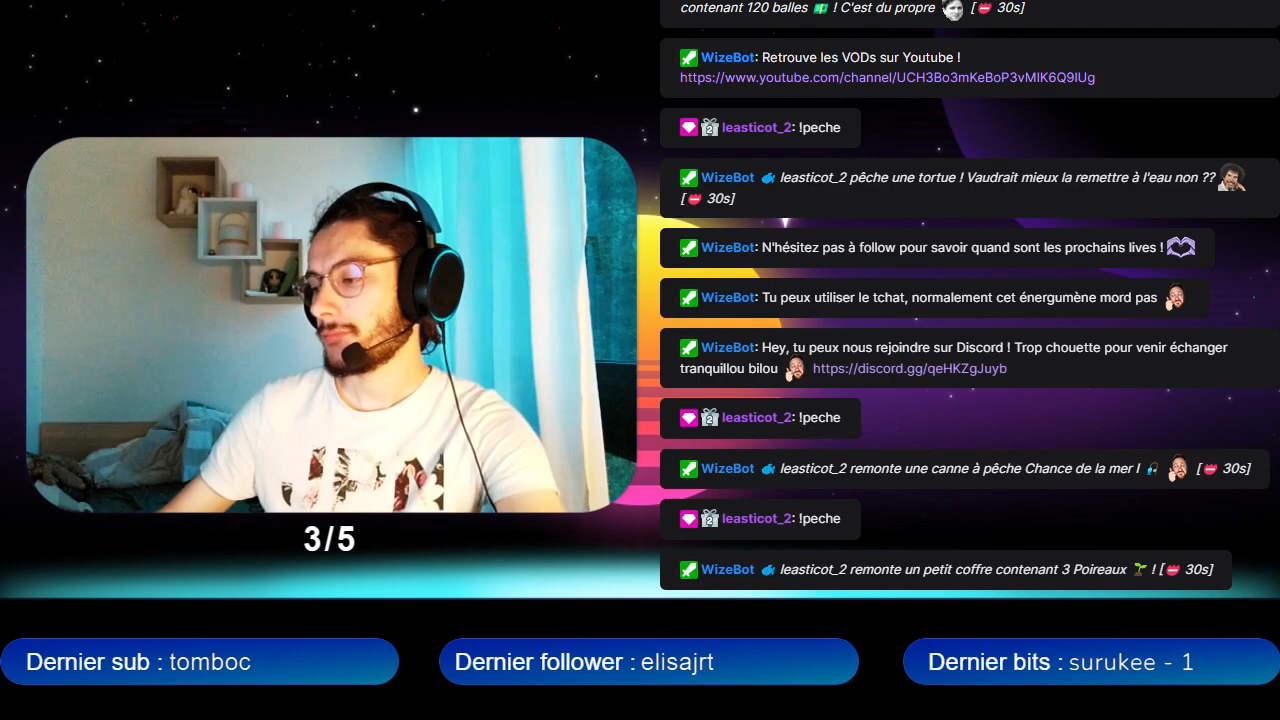 contenant 120 balles ! C'est du propre [ 30s]
WizeBot: Retrouve les VODs sur Youtube !
https://www.youtube.com/channel/UCH3Bo3mKeBoP3vMIK6Q9IUg
leasticot_2: !peche
WizeBot leasticot_2 pêche une tortue ! Vaudrait mieux la remettre à l'eau non ??
[ 30s]
WizeBot: N'hésitez pas à follow pour savoir quand sont les prochains lives !
WizeBot: Tu peux utiliser le tchat, normalement cet énergumène mord pas
WizeBot: Hey, tu peux nous rejoindre sur Discord ! Trop chouette pour venir échanger
tranquillou bilou https://discord.gg/qeHKZgJuyb
leasticot_2: !peche
WizeBot leasticot_2 remonte une canne à pêche Chance de la mer I [ 30s]
leasticot_2: !peche
WizeBot leasticot_2 remonte un petit coffre contenant 3 Poireaux ! [ 30s]
3/5
Dernier sub : tomboc
Dernier follower : elisajrt
Dernier bits : surukee - 1